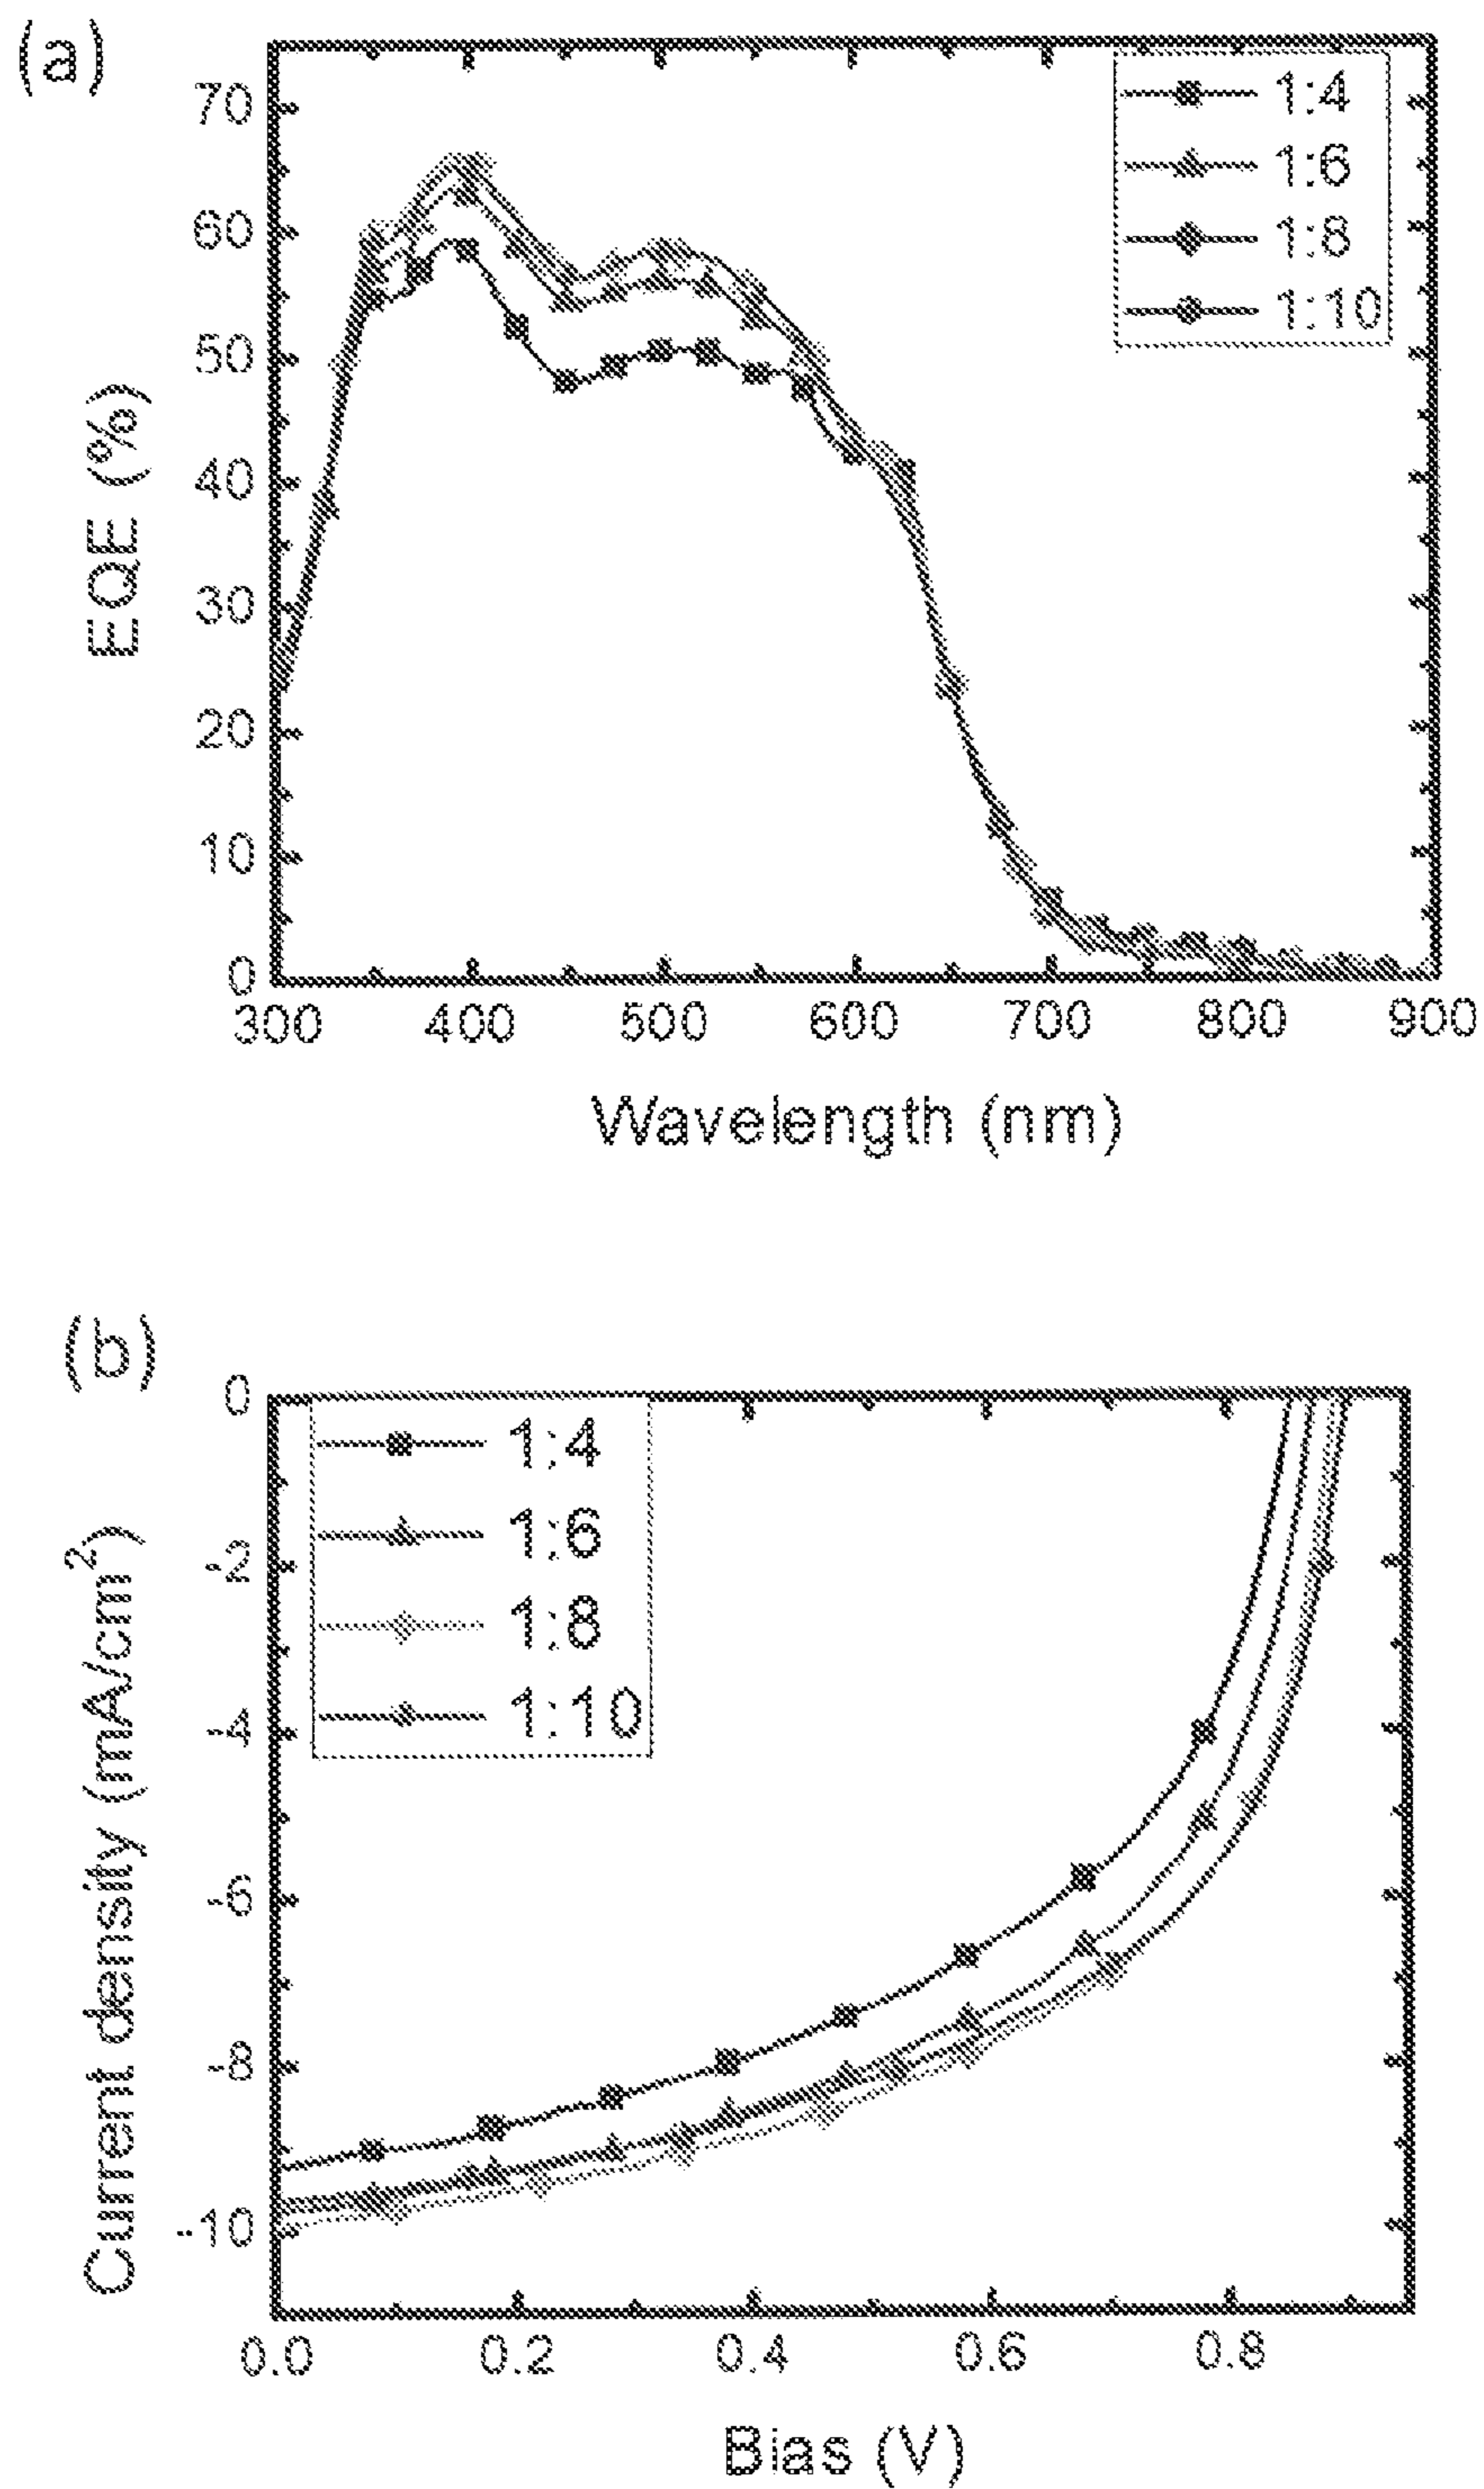 (a)
70
60
50
40
30
20
10
0
EQE (%)
1:4
1:6
1:8
1:10
300 400 500 600 700 800 900
Wavelength (nm)
(b)
0
-2
-4
-6
-8
-10
Current density (mA/cm²)
1:4
1:6
1:8
1:10
0.0 0.2 0.4 0.6 0.8
Bias (V)